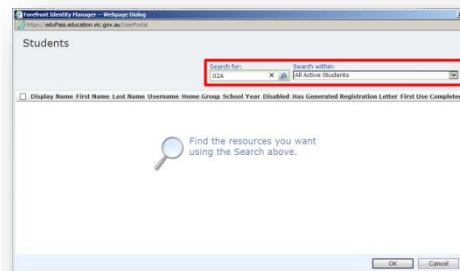 Forefront Identity Manager -- Webpage Dialog
https://eduPass.education.vic.gov.au/UserPortal
Students
Search for: Search within:
02A All Active Students
Display Name First Name Last Name Username Home Group School Year Disabled Has Generated Registration Letter First Use Completed
Find the resources you want
using the Search above.
OK Cancel